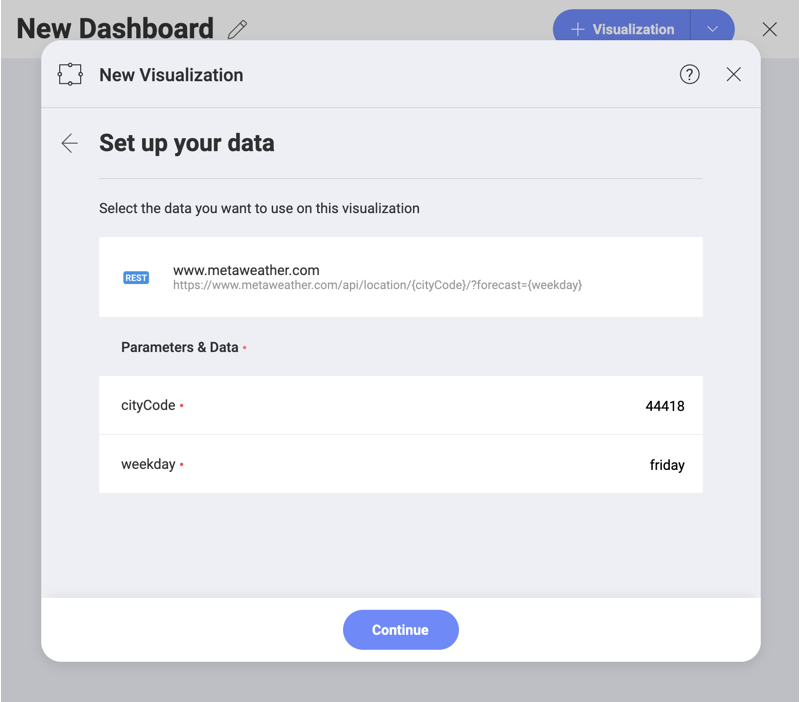 New Dashboard
Visualization
New Visualization
?
Set up your data
Select the data you want to use on this visualization
REST
www.metaweather.com
https://www.metaweather.com/api/location/{cityCode}/?forecast={weekday}
Parameters & Data •
cityCode • 44418
weekday • friday
Continue